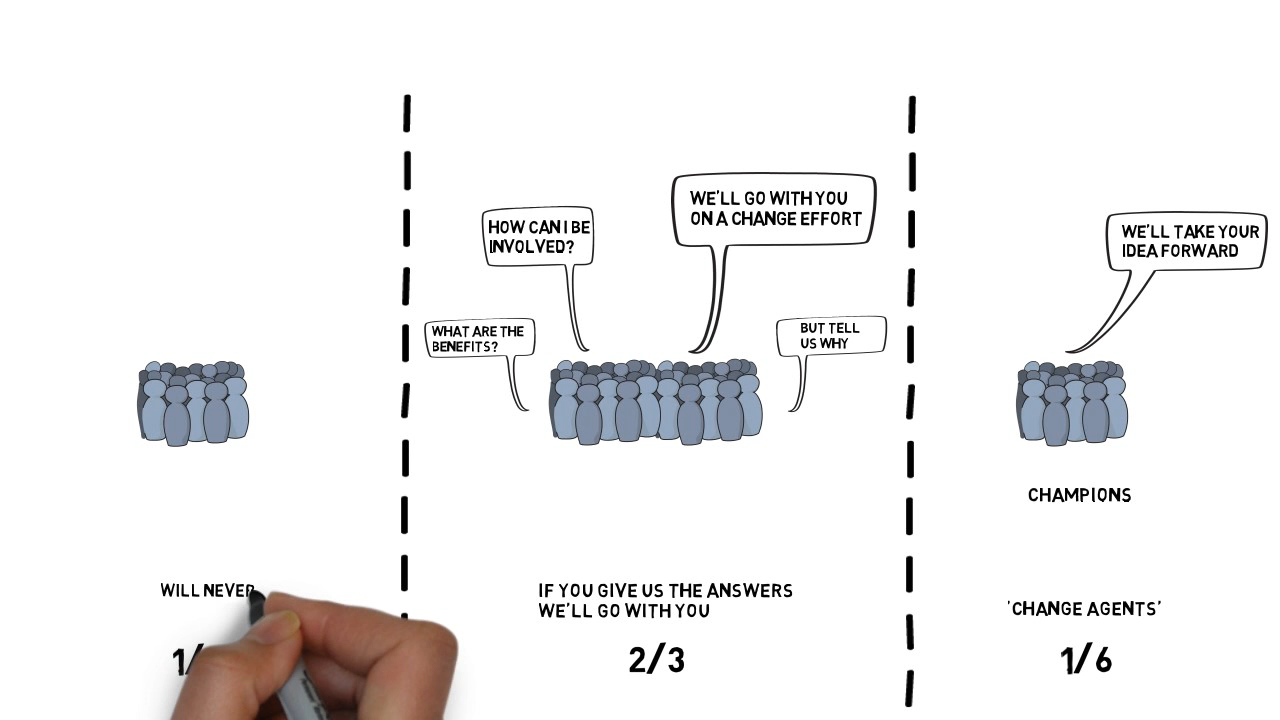 HOW CAN I BE
INVOLVED?
WE'LL GO WITH YOU
ON A CHANGE EFFORT
WE'LL TAKE YOUR
IDEA FORWARD
WHAT ARE THE
BENEFITS?
BUT TELL
US WHY
CHAMPIONS
WILL NEVER
IF YOU GIVE US THE ANSWERS
WE'LL GO WITH YOU
'CHANGE AGENTS'
1/
2/3
1/6